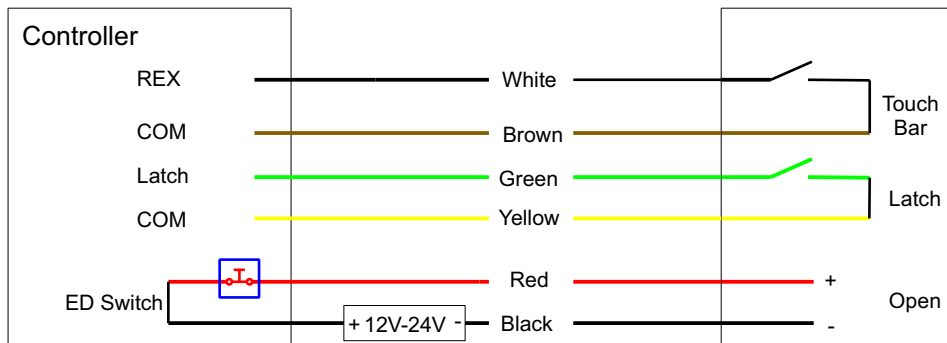 Controller
REX
White
COM
Brown
Touch
Bar
Latch
Green
COM
Yellow
Latch
Red
+
ED Switch
Open
+ 12V-24V -
Black
-